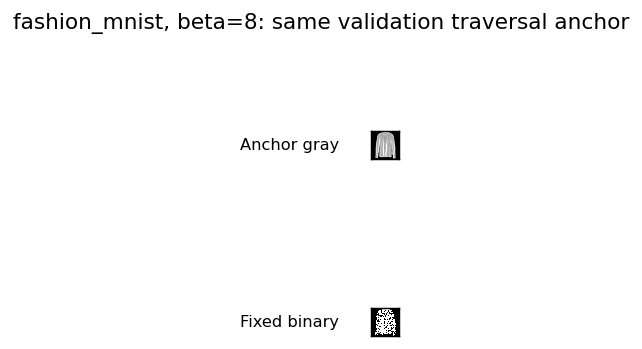 fashion_mnist, beta=8: same validation traversal anchor
Anchor gray
Fixed binary